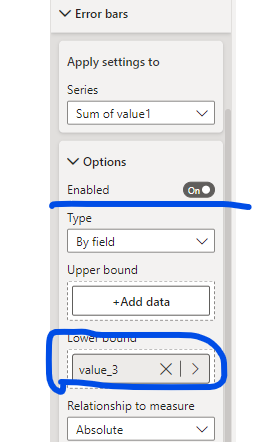 Error bars
Apply settings to
Series
Sum of value1
Options
Enabled
On
Type
By field
Upper bound
+Add data
Lower bound
value_3
Relationship to measure
Absolute